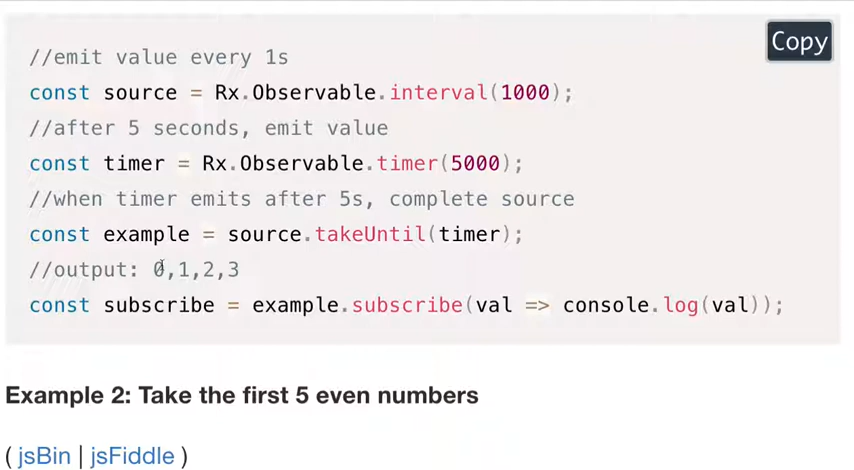 Copy
//emit value every 1s
const source = Rx.Observable.interval(1000);
//after 5 seconds, emit value
const timer = Rx.Observable.timer(5000);
//when timer emits after 5s, complete source
const example = source.takeUntil(timer);
//output: 0,1,2,3
const subscribe = example.subscribe(val => console.log(val));
Example 2: Take the first 5 even numbers
( jsBin | jsFiddle )